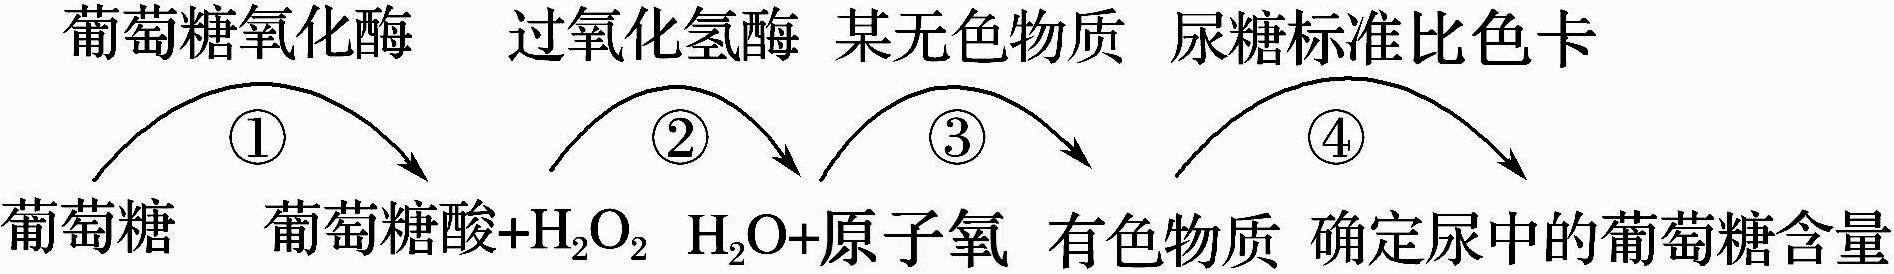 葡萄糖氧化酶 过氧化氢酶 某无色物质 尿糖标准比色卡
① ② ③ ④
葡萄糖 葡萄糖酸+H₂O₂ H₂O+原子氧 有色物质 确定尿中的葡萄糖含量